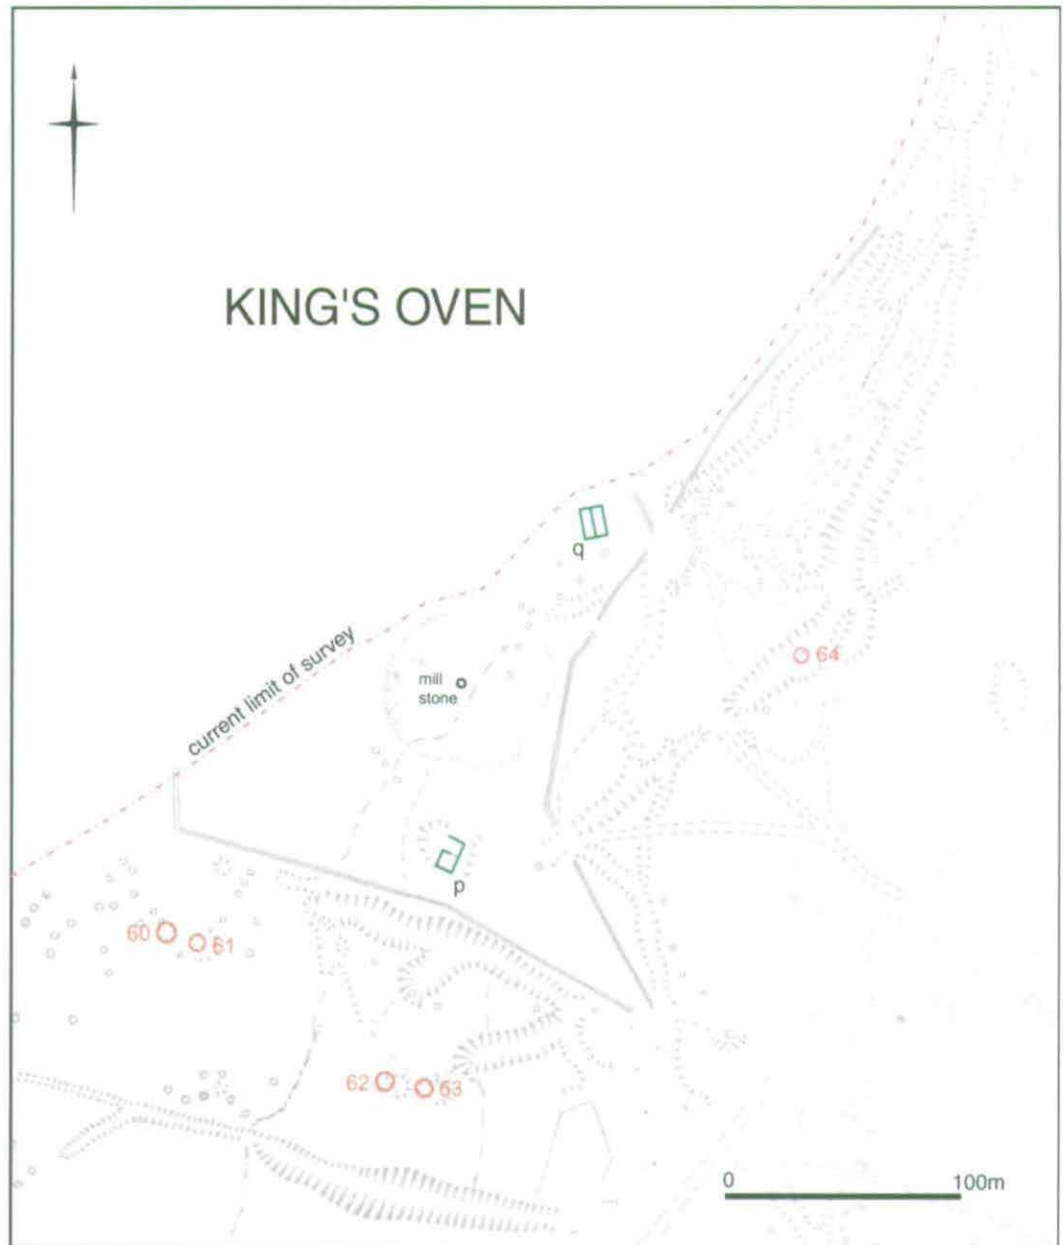 KING'S OVEN
q
64
mill
stone
current limit of survey
p
60
61
62
63
0 100m